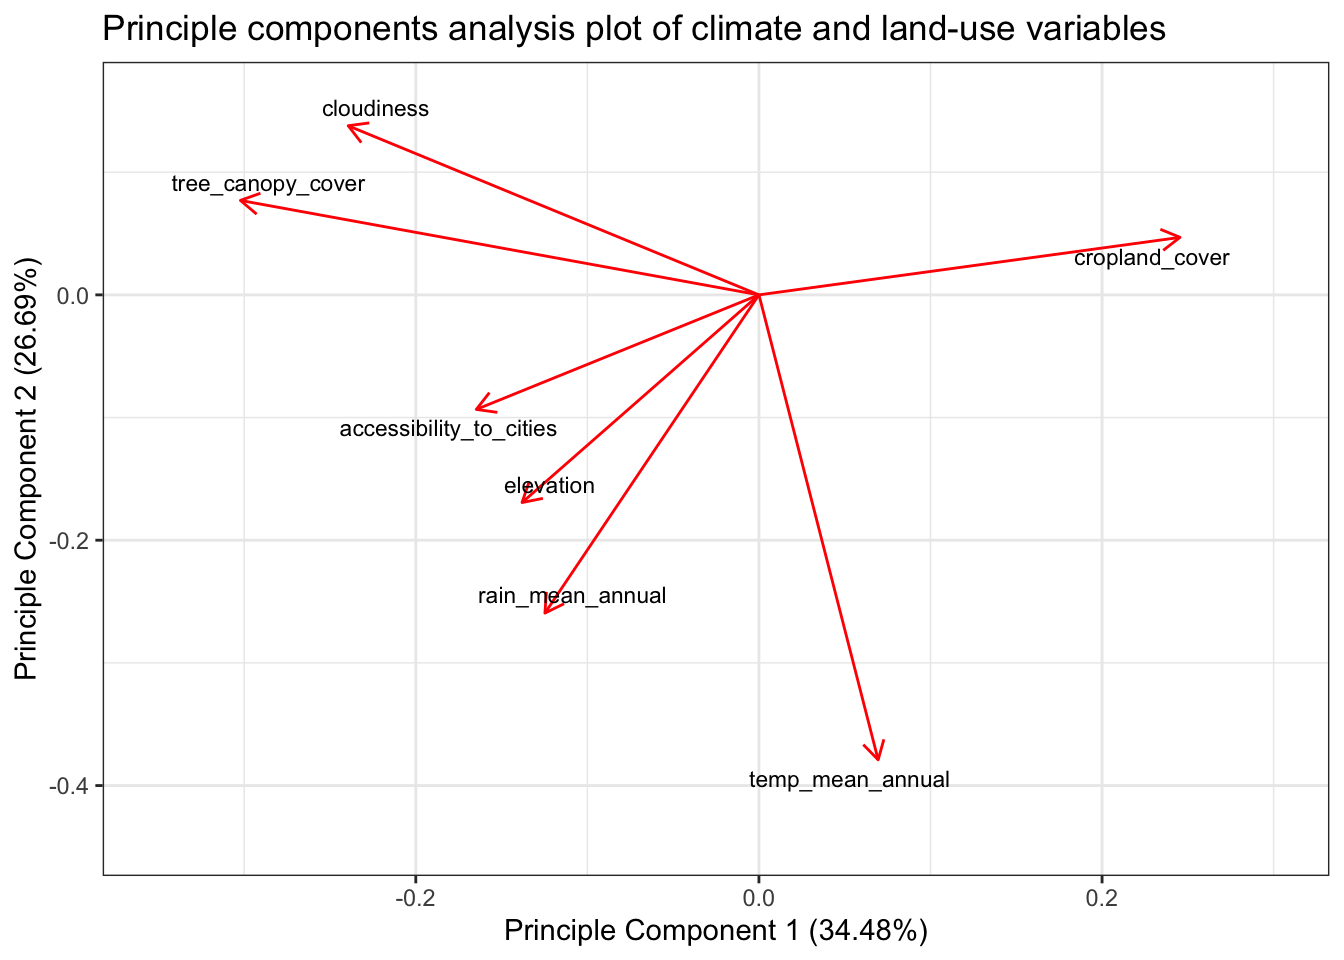 Principle components analysis plot of climate and land-use variables
cloudiness
tree_canopy_cover
cropland_cover
accessibility_to_cities
elevation
rain_mean_annual
temp_mean_annual
0.0
-0.2
-0.4
Principle Component 2 (26.69%)
-0.2
0.0
0.2
Principle Component 1 (34.48%)